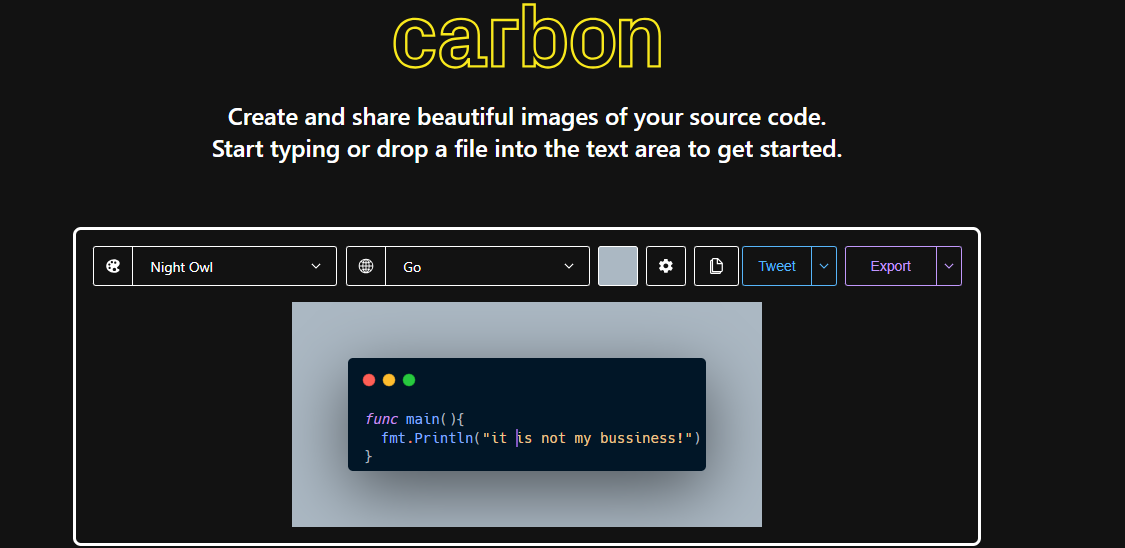 carbon
Create and share beautiful images of your source code.
Start typing or drop a file into the text area to get started.
Night Owl Go Tweet Export
func main(){
  fmt.Println("it is not my bussiness!")
}